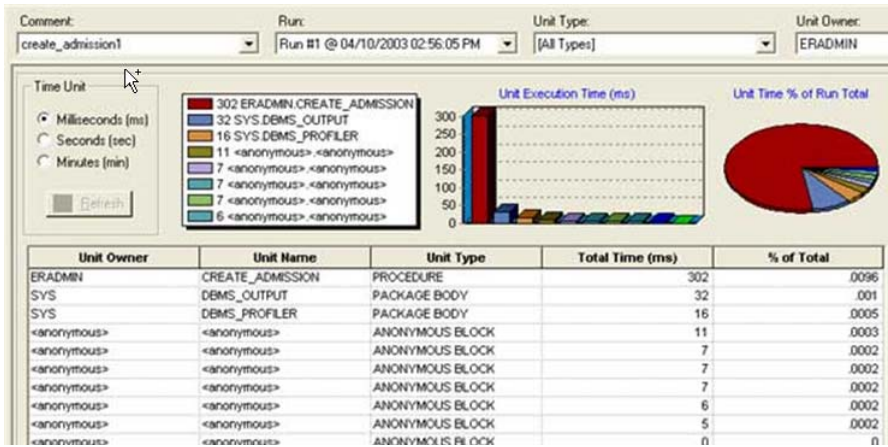 Comment: Run: Unit Type: Unit Owner:
create_admission1 Run #1 @ 04/10/2003 02:56:05 PM [All Types] ERADMIN
Time Unit
Milliseconds (ms)
Seconds (sec)
Minutes (min)
Refresh
302 ERADMIN.CREATE_ADMISSION
32 SYS.DBMS_OUTPUT
16 SYS.DBMS_PROFILER
11 <anonymous>.<anonymous>
7 <anonymous>.<anonymous>
7 <anonymous>.<anonymous>
7 <anonymous>.<anonymous>
6 <anonymous>.<anonymous>
Unit Execution Time (ms)
300
250
200
150
100
50
0
Unit Time % of Run Total
Unit Owner Unit Name Unit Type Total Time (ms) % of Total
ERADMIN CREATE_ADMISSION PROCEDURE 302 .0096
SYS DBMS_OUTPUT PACKAGE BODY 32 .001
SYS DBMS_PROFILER PACKAGE BODY 16 .0005
<anonymous> <anonymous> ANONYMOUS BLOCK 11 .0003
<anonymous> <anonymous> ANONYMOUS BLOCK 7 .0002
<anonymous> <anonymous> ANONYMOUS BLOCK 7 .0002
<anonymous> <anonymous> ANONYMOUS BLOCK 7 .0002
<anonymous> <anonymous> ANONYMOUS BLOCK 6 .0002
<anonymous> <anonymous> ANONYMOUS BLOCK 5 .0002
<anonymous> <anonymous> ANONYMOUS BLOCK 0 0